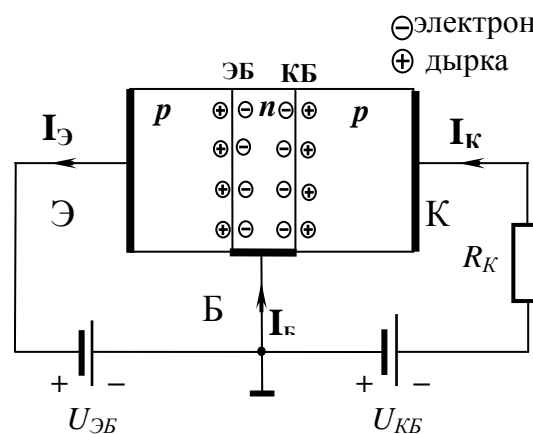 ⊖электрон
⊕ дырка
ЭБ КБ
p n p
Iэ Iк
Э К
Rк
Б Iб
+ − + −
UЭБ UКБ